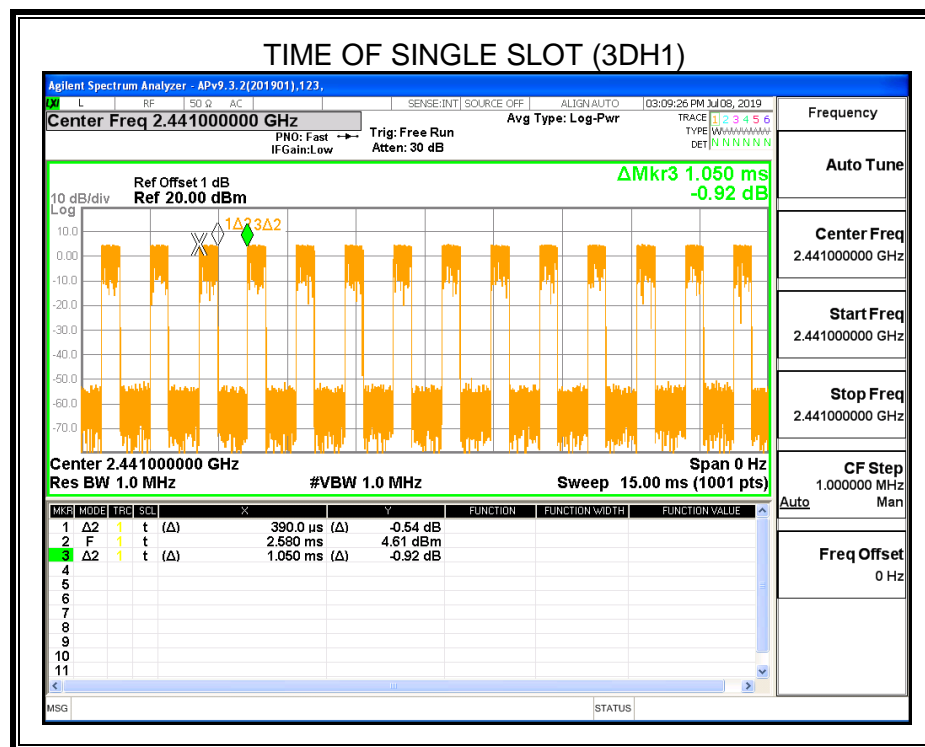 TIME OF SINGLE SLOT (3DH1)
Agilent Spectrum Analyzer - APv9.3.2(201901),123,
LXI L RF 50 Ω AC SENSE:INT SOURCE OFF ALIGN AUTO 03:09:26 PM Jul 08, 2019
Center Freq 2.441000000 GHz
PNO: Fast
IFGain:Low
Trig: Free Run
Atten: 30 dB
Avg Type: Log-Pwr
TRACE 1 2 3 4 5 6
TYPE
DET N N N N N N
Ref Offset 1 dB
Ref 20.00 dBm
10 dB/div
Log
ΔMkr3 1.050 ms
-0.92 dB
10.0
0.00
-10.0
-20.0
-30.0
-40.0
-50.0
-60.0
-70.0
3Δ2
Center 2.441000000 GHz
Span 0 Hz
Res BW 1.0 MHz
#VBW 1.0 MHz
Sweep 15.00 ms (1001 pts)
MKR MODE TRC SCL X Y FUNCTION FUNCTION WIDTH FUNCTION VALUE
1 Δ2 1 t (Δ) 390.0 µs (Δ) -0.54 dB
2 F 1 t 2.580 ms 4.61 dBm
3 Δ2 1 t (Δ) 1.050 ms (Δ) -0.92 dB
4
5
6
7
8
9
10
11
MSG STATUS
Frequency
Auto Tune
Center Freq
2.441000000 GHz
Start Freq
2.441000000 GHz
Stop Freq
2.441000000 GHz
CF Step
1.000000 MHz
Auto Man
Freq Offset
0 Hz